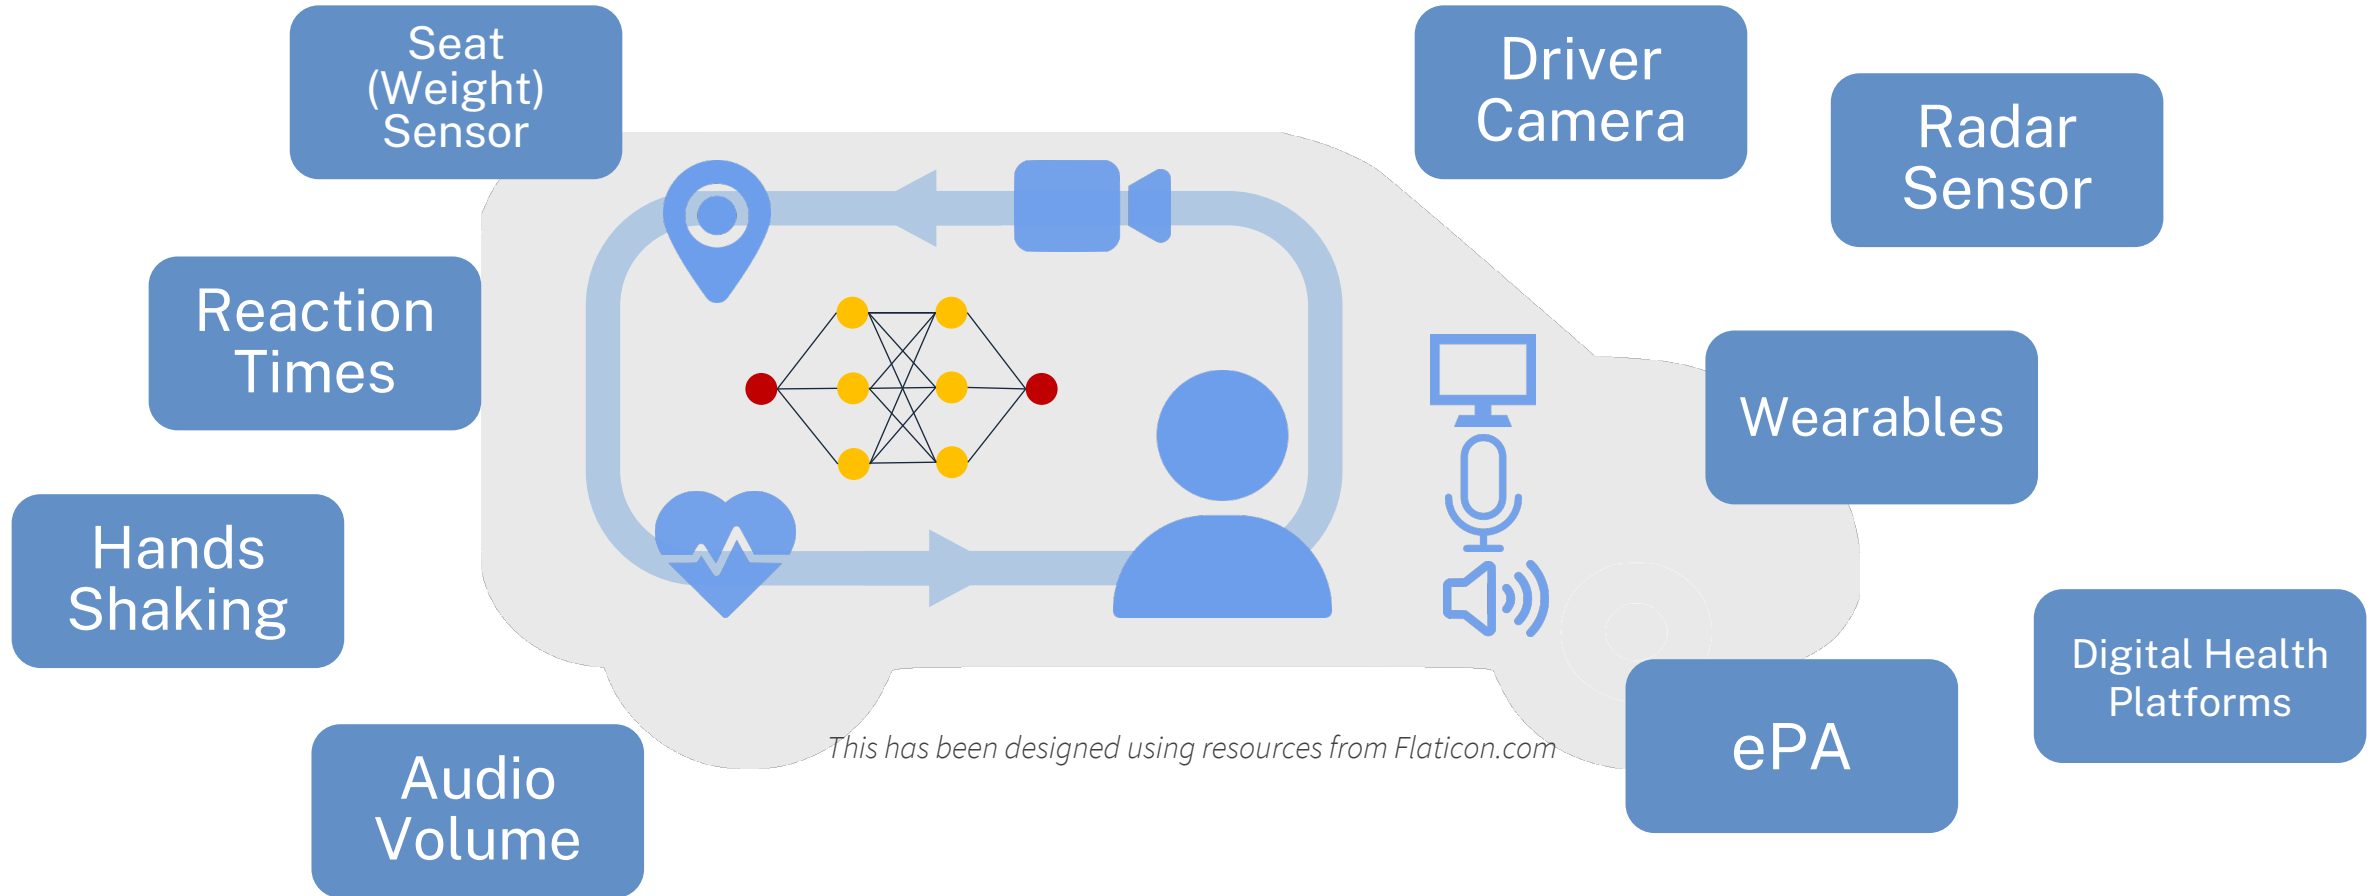 Seat
(Weight)
Sensor
Driver
Camera
Radar
Sensor
Reaction
Times
Wearables
Hands
Shaking
Digital Health
Platforms
Audio
Volume
ePA
This has been designed using resources from Flaticon.com